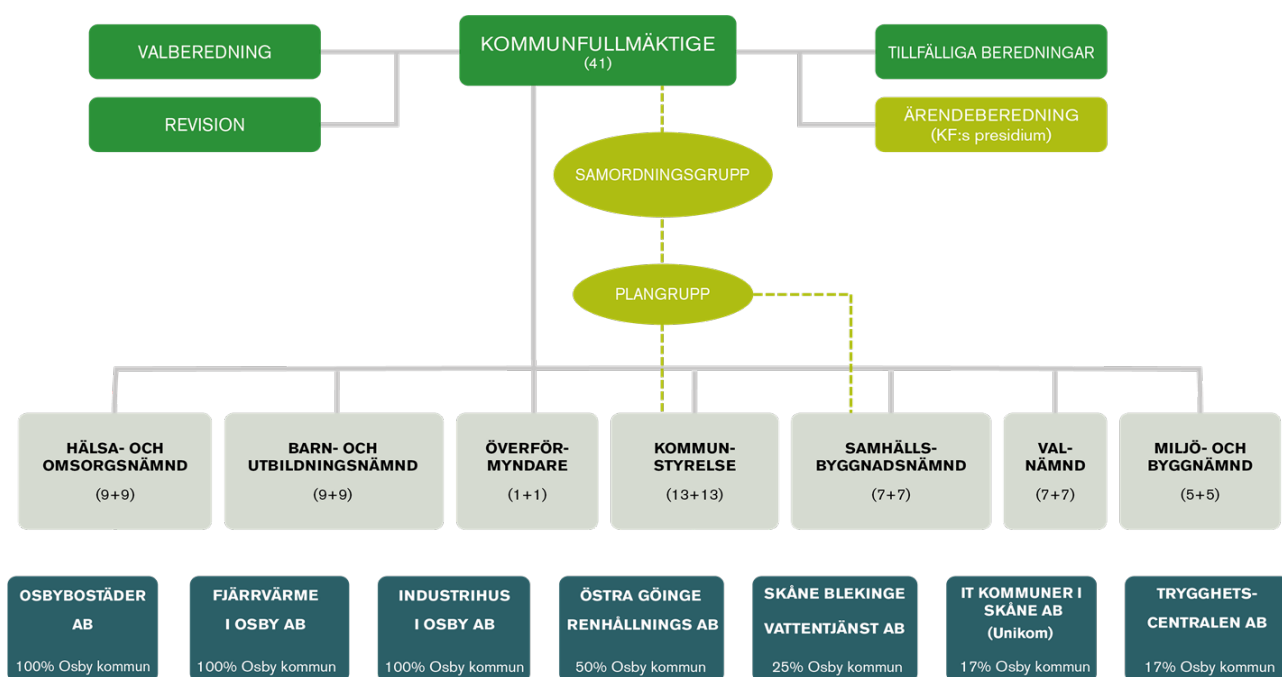 VALBEREDNING
KOMMUNFULLMÄKTIGE
(41)
TILLFÄLLIGA BEREDNINGAR
REVISION
ÄRENDEBEREDNING
(KF:s presidium)
SAMORDNINGSGRUPP
PLANGRUPP
HÄLSA- OCH
OMSORGSNÄMND
(9+9)
BARN- OCH
UTBILDNINGSNÄMND
(9+9)
ÖVERFÖR-
MYNDARE
(1+1)
KOMMUN-
STYRELSE
(13+13)
SAMHÄLLS-
BYGGNADSNÄMND
(7+7)
VAL-
NÄMND
(7+7)
MILJÖ- OCH
BYGGNÄMND
(5+5)
OSBYBOSTÄDER
AB
100% Osby kommun
FJÄRRVÄRME
I OSBY AB
100% Osby kommun
INDUSTRIHUS
I OSBY AB
100% Osby kommun
ÖSTRA GÖINGE
RENHÅLLNINGS AB
50% Osby kommun
SKÅNE BLEKINGE
VATTENTJÄNST AB
25% Osby kommun
IT KOMMUNER I
SKÅNE AB
(Unikom)
17% Osby kommun
TRYGGHETS-
CENTRALEN AB
17% Osby kommun